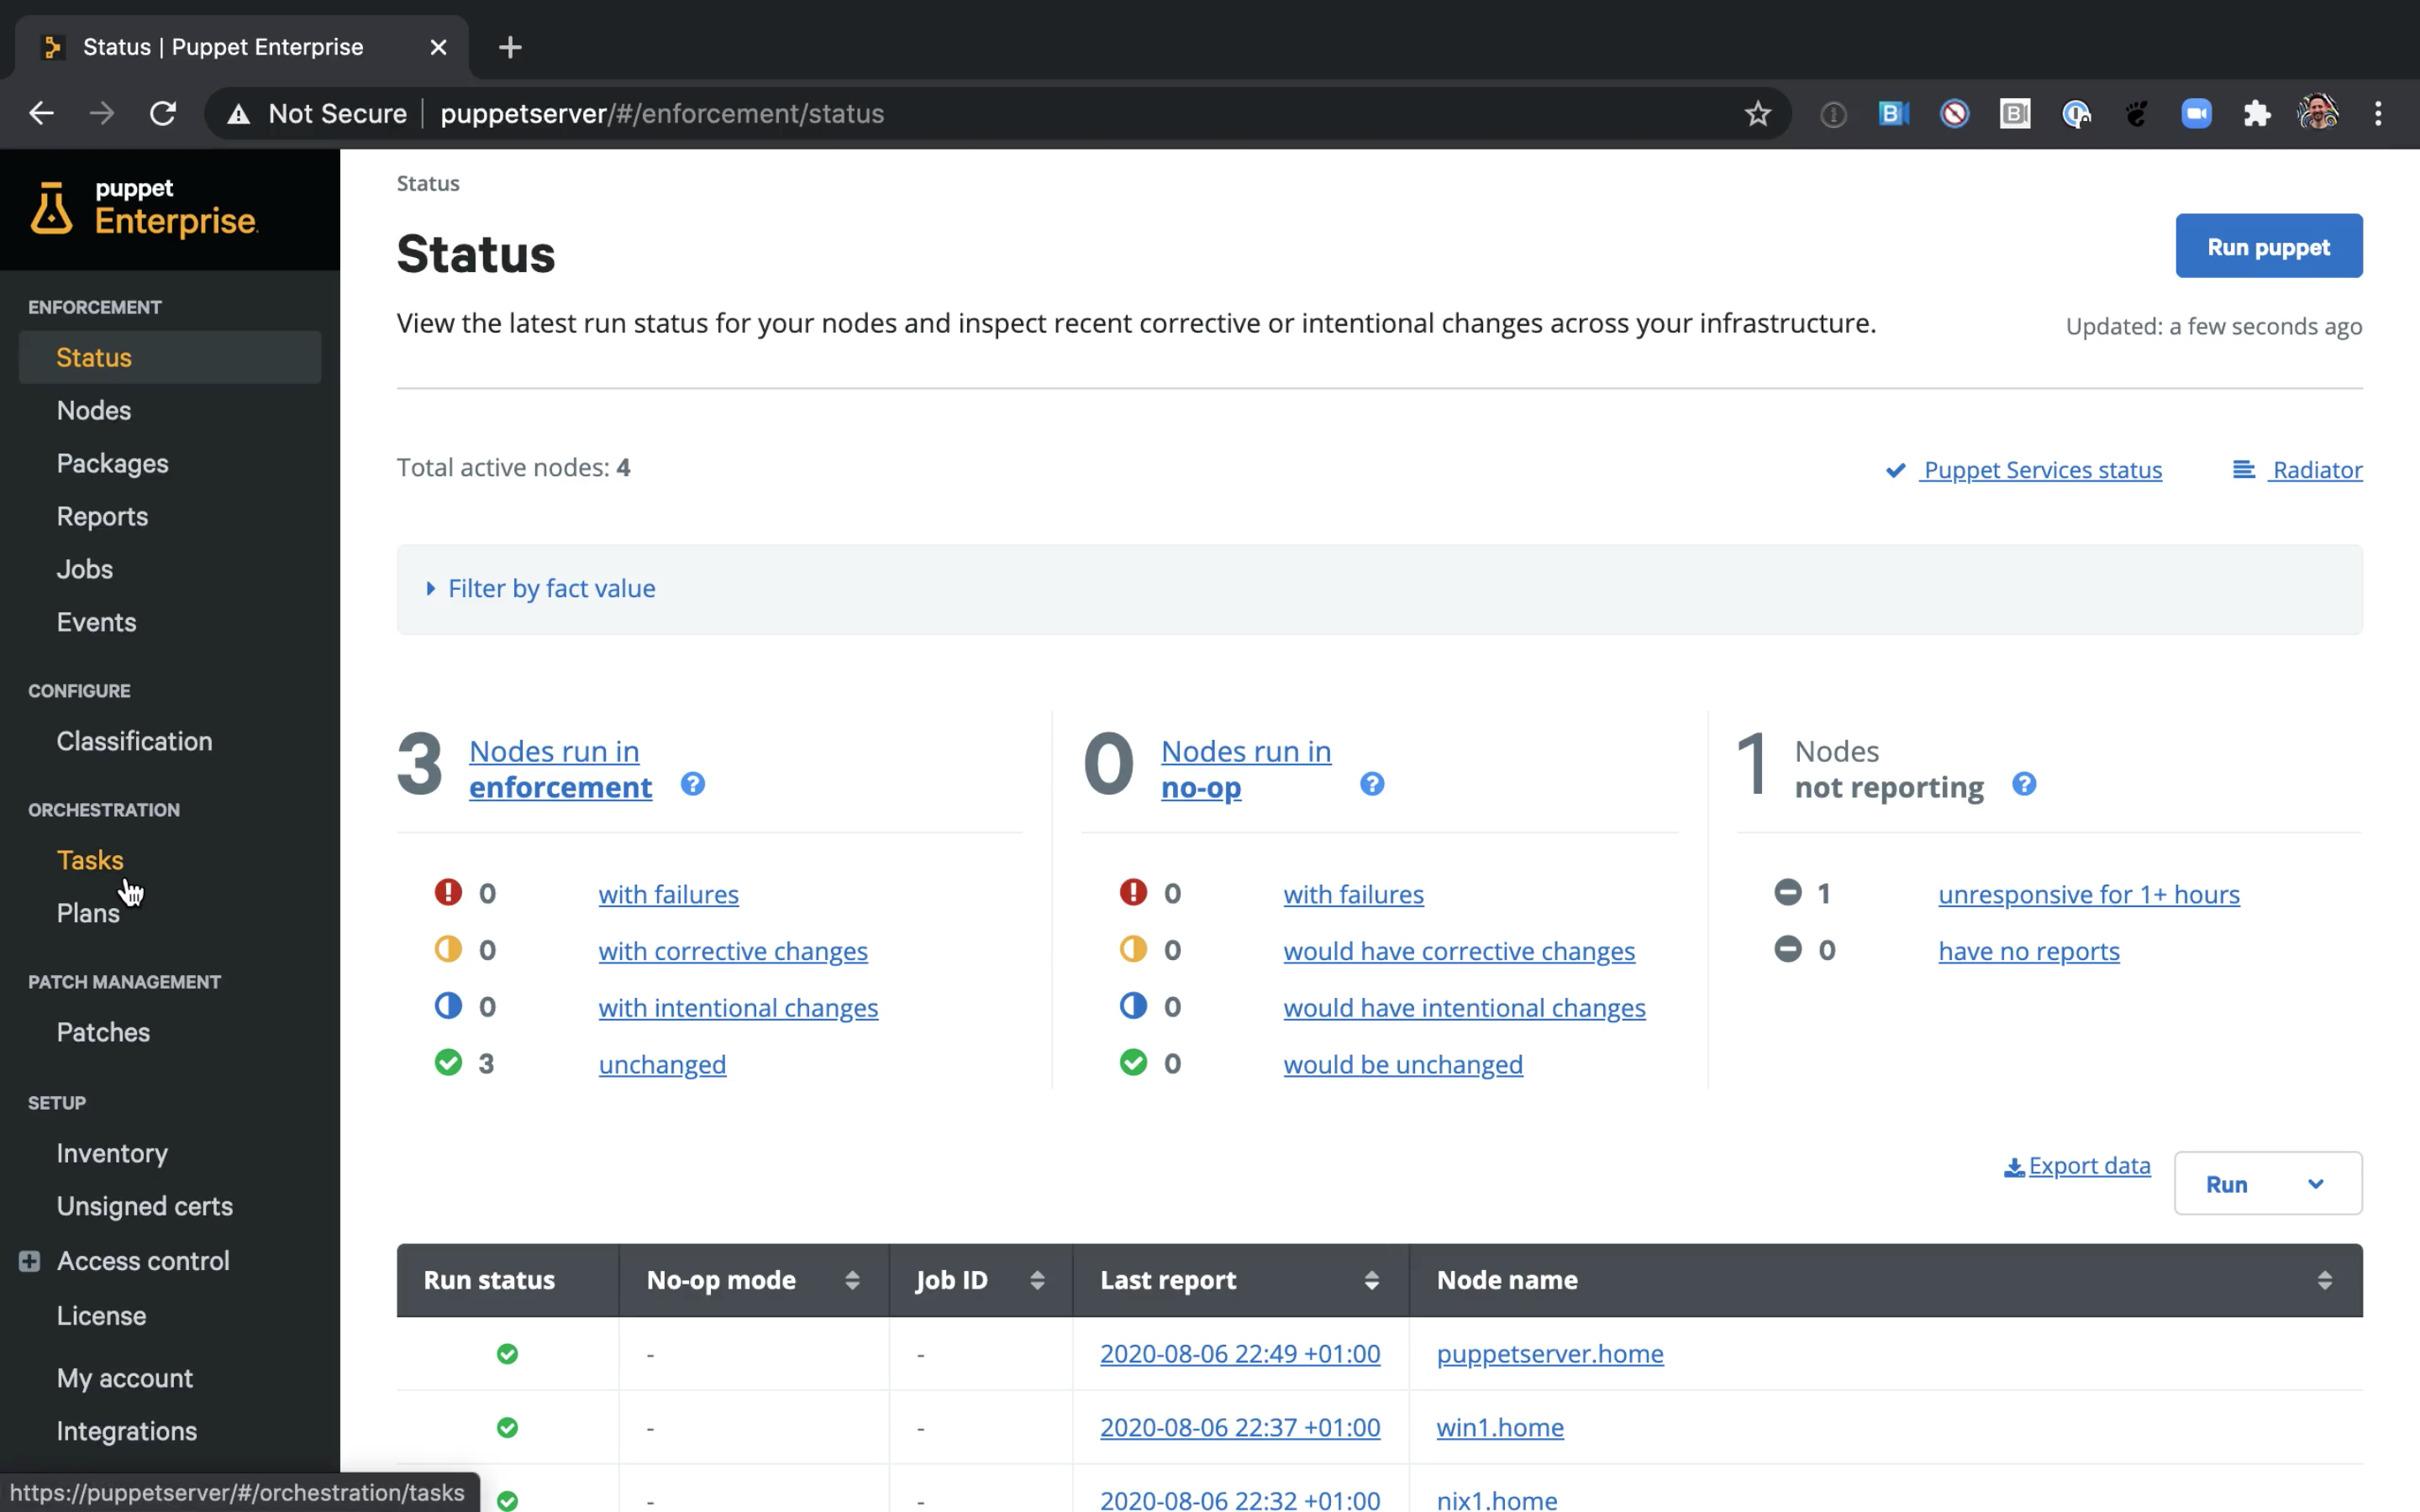 Status | Puppet Enterprise
Not Secure puppetserver/#/enforcement/status
puppet
Enterprise
ENFORCEMENT
Status
Nodes
Packages
Reports
Jobs
Events
CONFIGURE
Classification
ORCHESTRATION
Tasks
Plans
PATCH MANAGEMENT
Patches
SETUP
Inventory
Unsigned certs
Access control
License
My account
Integrations
https://puppetserver/#/orchestration/tasks
Status
Status
Run puppet
View the latest run status for your nodes and inspect recent corrective or intentional changes across your infrastructure.
Updated: a few seconds ago
Total active nodes: 4
Puppet Services status
Radiator
Filter by fact value
3 Nodes run in
enforcement ?
0 with failures
0 with corrective changes
0 with intentional changes
3 unchanged
0 Nodes run in
no-op ?
0 with failures
0 would have corrective changes
0 would have intentional changes
0 would be unchanged
1 Nodes
not reporting ?
1 unresponsive for 1+ hours
0 have no reports
Export data
Run
Run status No-op mode Job ID Last report Node name
- - 2020-08-06 22:49 +01:00 puppetserver.home
- - 2020-08-06 22:37 +01:00 win1.home
- - 2020-08-06 22:32 +01:00 nix1.home